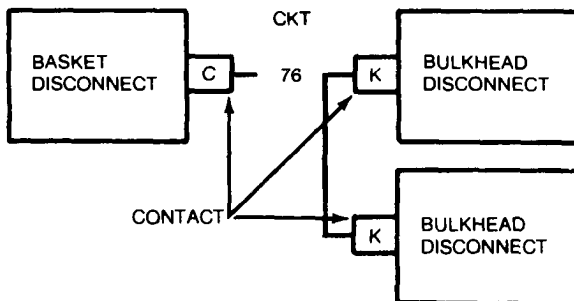 CKT
BASKET
DISCONNECT
C
76
K
BULKHEAD
DISCONNECT
CONTACT
K
BULKHEAD
DISCONNECT